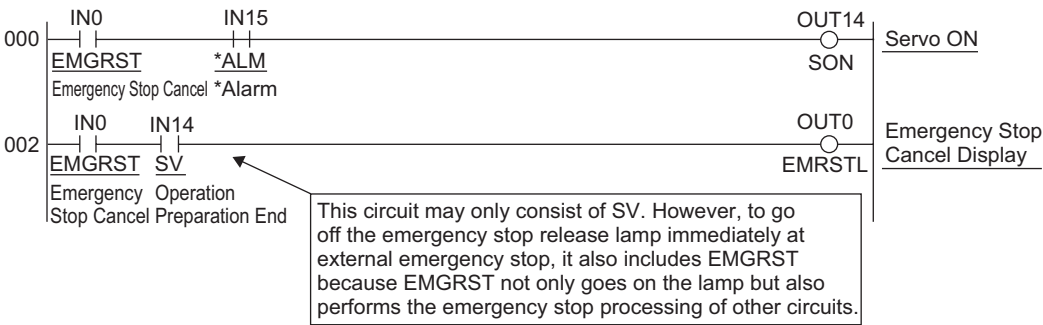 IN0 IN15 OUT14
000 Servo ON
EMGRST *ALM SON
Emergency Stop Cancel *Alarm
IN0 IN14 OUT0
002 Emergency Stop
Cancel Display
EMGRST SV EMRSTL
Emergency Operation
Stop Cancel Preparation End
This circuit may only consist of SV. However, to go
off the emergency stop release lamp immediately at
external emergency stop, it also includes EMGRST
because EMGRST not only goes on the lamp but also
performs the emergency stop processing of other circuits.